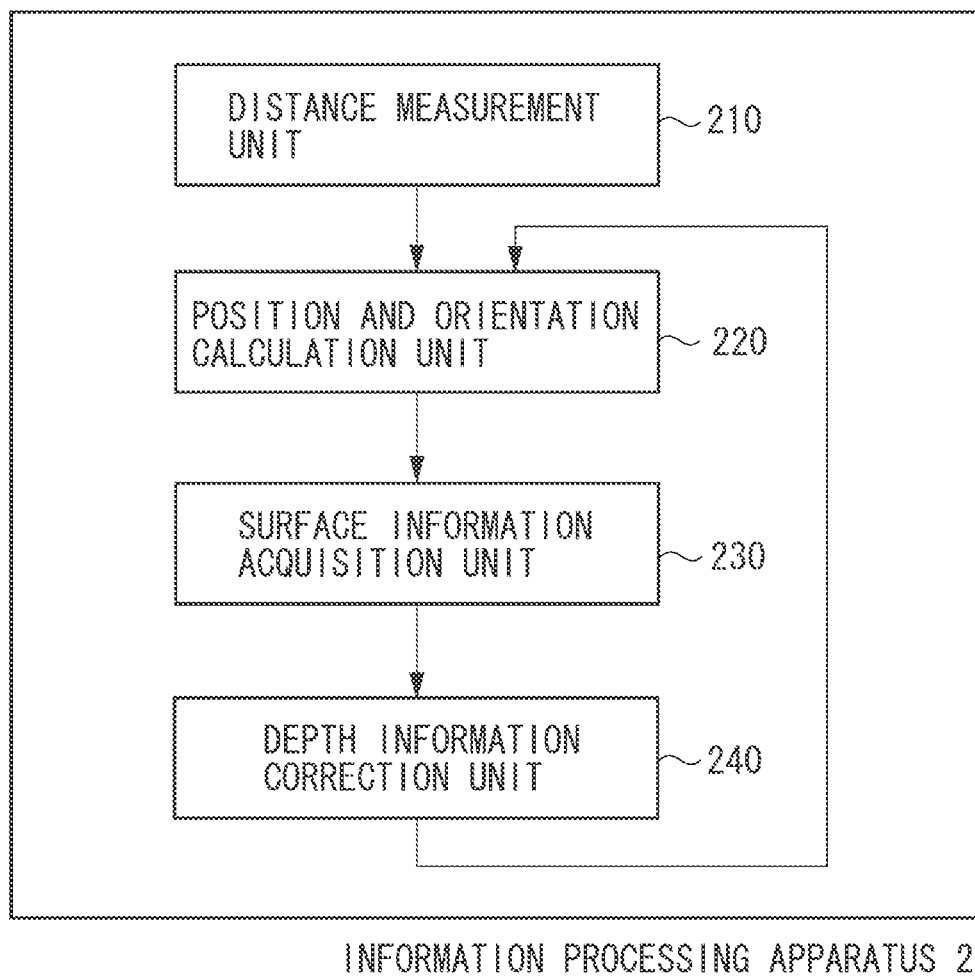 DISTANCE MEASUREMENT
UNIT
210
POSITION AND ORIENTATION
CALCULATION UNIT
220
SURFACE INFORMATION
ACQUISITION UNIT
230
DEPTH INFORMATION
CORRECTION UNIT
240
INFORMATION PROCESSING APPARATUS 2